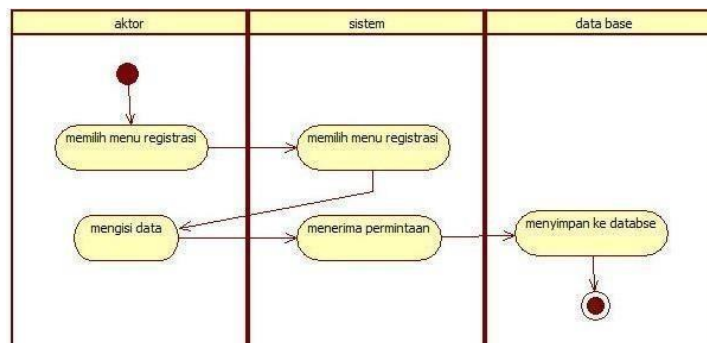 aktor
sistem
data base
memilih menu registrasi
memilih menu registrasi
mengisi data
menerima permintaan
menyimpan ke databse